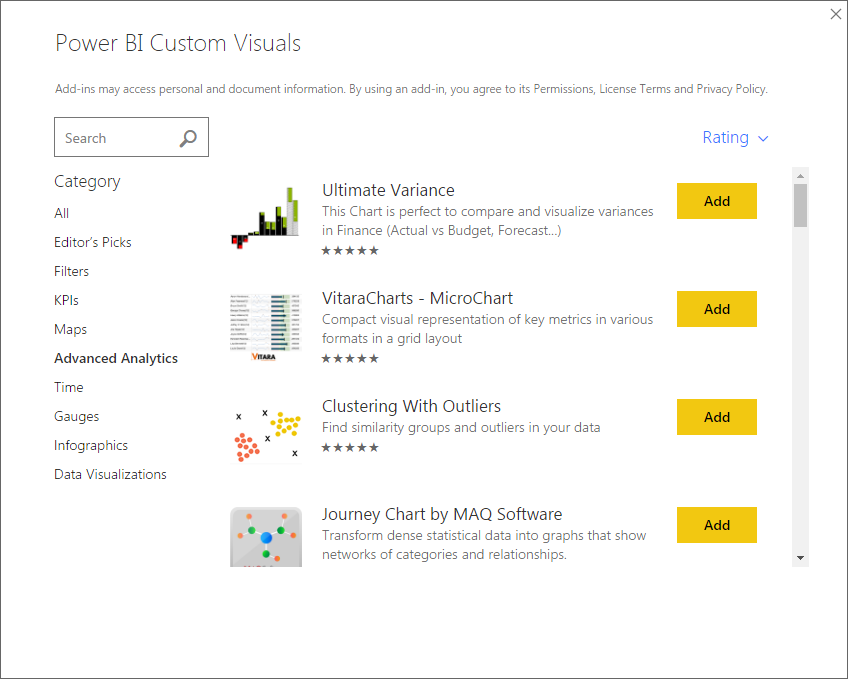 Power BI Custom Visuals
Add-ins may access personal and document information. By using an add-in, you agree to its Permissions, License Terms and Privacy Policy.
Search
Rating
Category
All
Editor's Picks
Filters
KPIs
Maps
Advanced Analytics
Time
Gauges
Infographics
Data Visualizations
Ultimate Variance
This Chart is perfect to compare and visualize variances
in Finance (Actual vs Budget, Forecast...)
Add
VITARA
VitaraCharts - MicroChart
Compact visual representation of key metrics in various
formats in a grid layout
Add
Clustering With Outliers
Find similarity groups and outliers in your data
Add
Journey Chart by MAQ Software
Transform dense statistical data into graphs that show
networks of categories and relationships.
Add